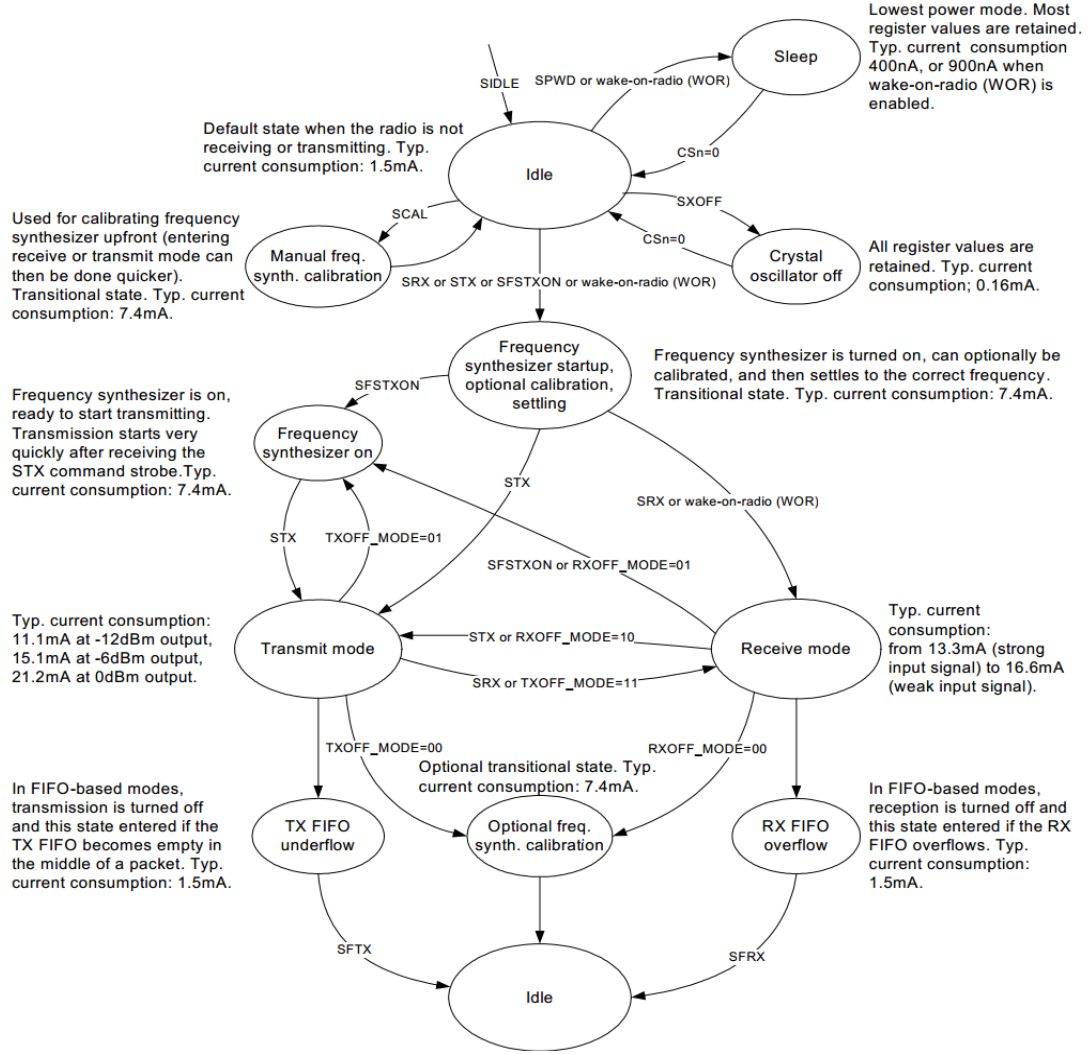 Lowest power mode. Most
register values are retained.
Typ. current consumption
400nA, or 900nA when
wake-on-radio (WOR) is
enabled.
Sleep
SIDLE
SPWD or wake-on-radio (WOR)
Default state when the radio is not
receiving or transmitting. Typ.
current consumption: 1.5mA.
CSn=0
Idle
SXOFF
SCAL
CSn=0
Used for calibrating frequency
synthesizer upfront (entering
receive or transmit mode can
then be done quicker).
Transitional state. Typ. current
consumption: 7.4mA.
Manual freq.
synth. calibration
Crystal
oscillator off
All register values are
retained. Typ. current
consumption; 0.16mA.
SRX or STX or SFSTXON or wake-on-radio (WOR)
Frequency
synthesizer startup,
optional calibration,
settling
Frequency synthesizer is turned on, can optionally be
calibrated, and then settles to the correct frequency.
Transitional state. Typ. current consumption: 7.4mA.
SFSTXON
Frequency synthesizer is on,
ready to start transmitting.
Transmission starts very
quickly after receiving the
STX command strobe.Typ.
current consumption: 7.4mA.
Frequency
synthesizer on
STX
SRX or wake-on-radio (WOR)
STX
TXOFF_MODE=01
SFSTXON or RXOFF_MODE=01
Typ. current consumption:
11.1mA at -12dBm output,
15.1mA at -6dBm output,
21.2mA at 0dBm output.
Transmit mode
STX or RXOFF_MODE=10
SRX or TXOFF_MODE=11
Receive mode
Typ. current
consumption:
from 13.3mA (strong
input signal) to 16.6mA
(weak input signal).
TXOFF_MODE=00
RXOFF_MODE=00
Optional transitional state. Typ.
current consumption: 7.4mA.
In FIFO-based modes,
transmission is turned off
and this state entered if the
TX FIFO becomes empty in
the middle of a packet. Typ.
current consumption: 1.5mA.
TX FIFO
underflow
Optional freq.
synth. calibration
RX FIFO
overflow
In FIFO-based modes,
reception is turned off and
this state entered if the RX
FIFO overflows. Typ.
current consumption:
1.5mA.
SFTX
SFRX
Idle